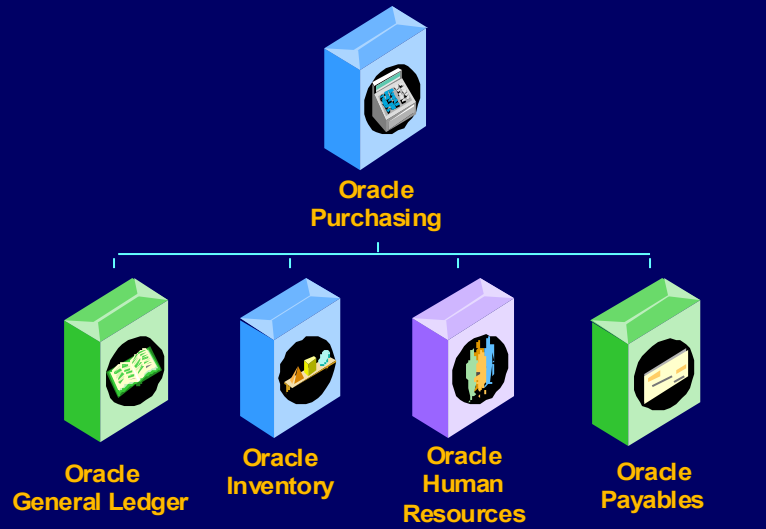 Oracle
Purchasing
Oracle
General Ledger
Oracle
Inventory
Oracle
Human
Resources
Oracle
Payables